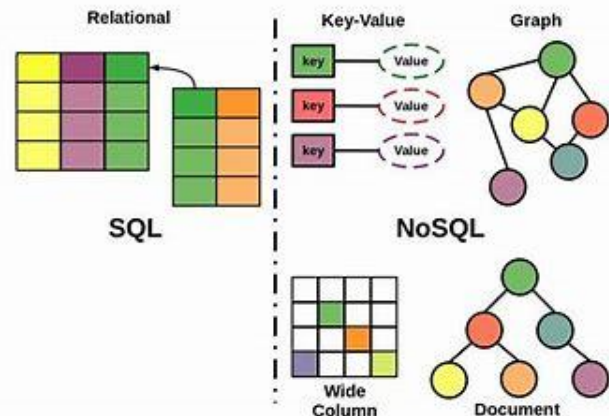 Relational
SQL
Key-Value
key
Value
key
Value
key
Value
Graph
NoSQL
Wide
Column
Document